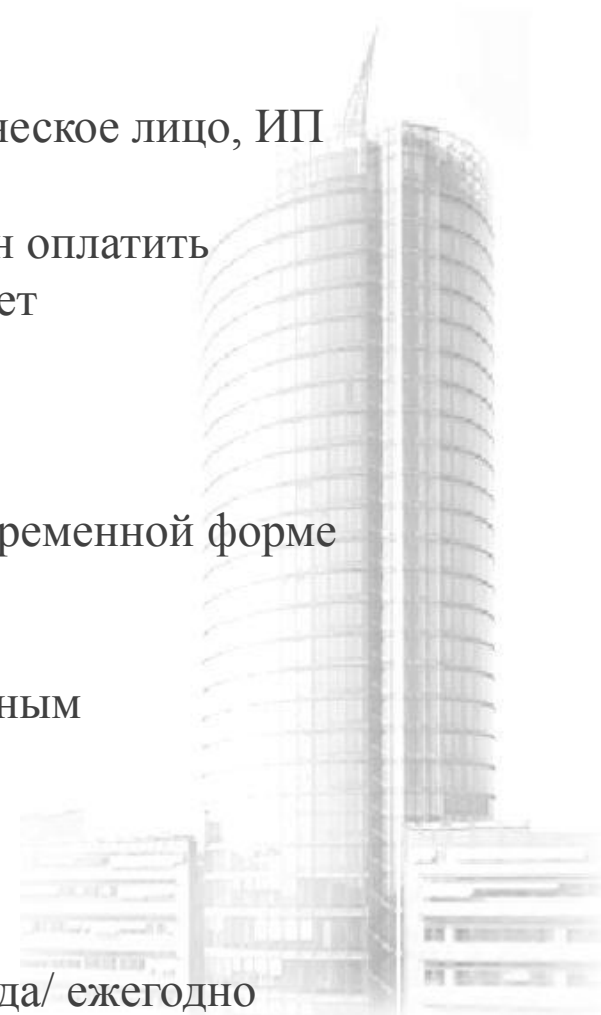 ческое лицо, ИП
н оплатить
ет
ременной форме
ным
да/ ежегодно